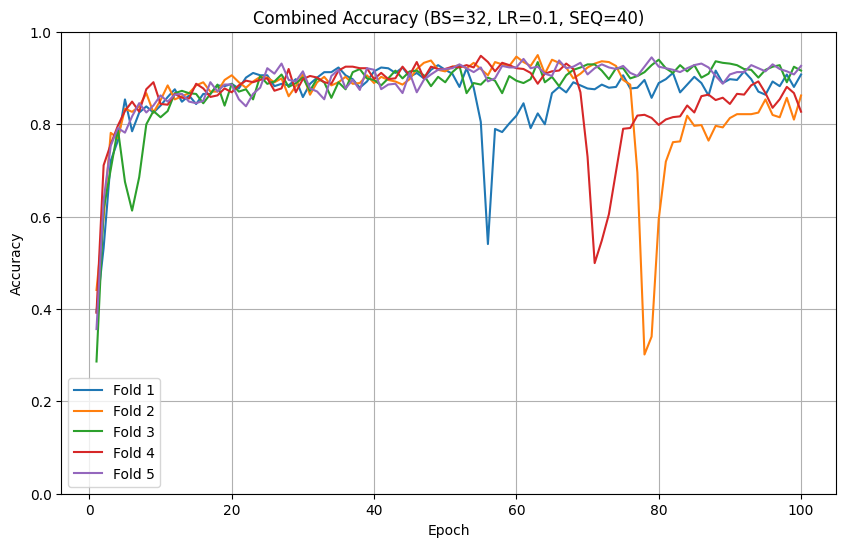 Combined Accuracy (BS=32, LR=0.1, SEQ=40)
Accuracy
1.0
0.8
0.6
0.4
0.2
0.0
Fold 1
Fold 2
Fold 3
Fold 4
Fold 5
0 20 40 60 80 100
Epoch